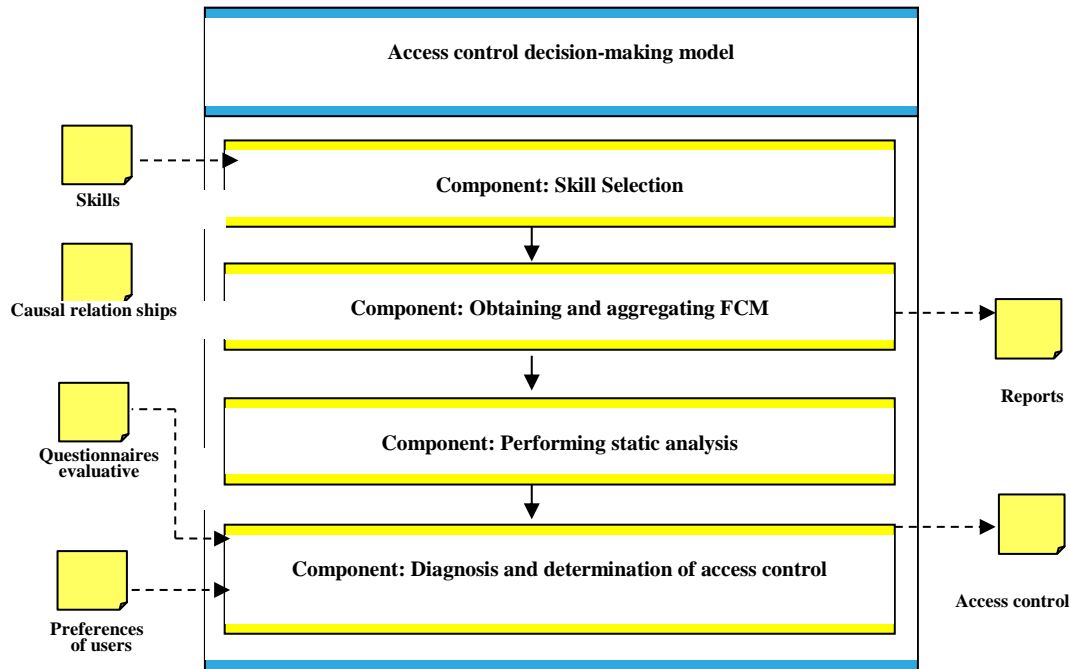 Access control decision-making model
Component: Skill Selection
Skills
Causal relation ships
Component: Obtaining and aggregating FCM
Reports
Questionnaires
evaluative
Component: Performing static analysis
Component: Diagnosis and determination of access control
Access control
Preferences
of users